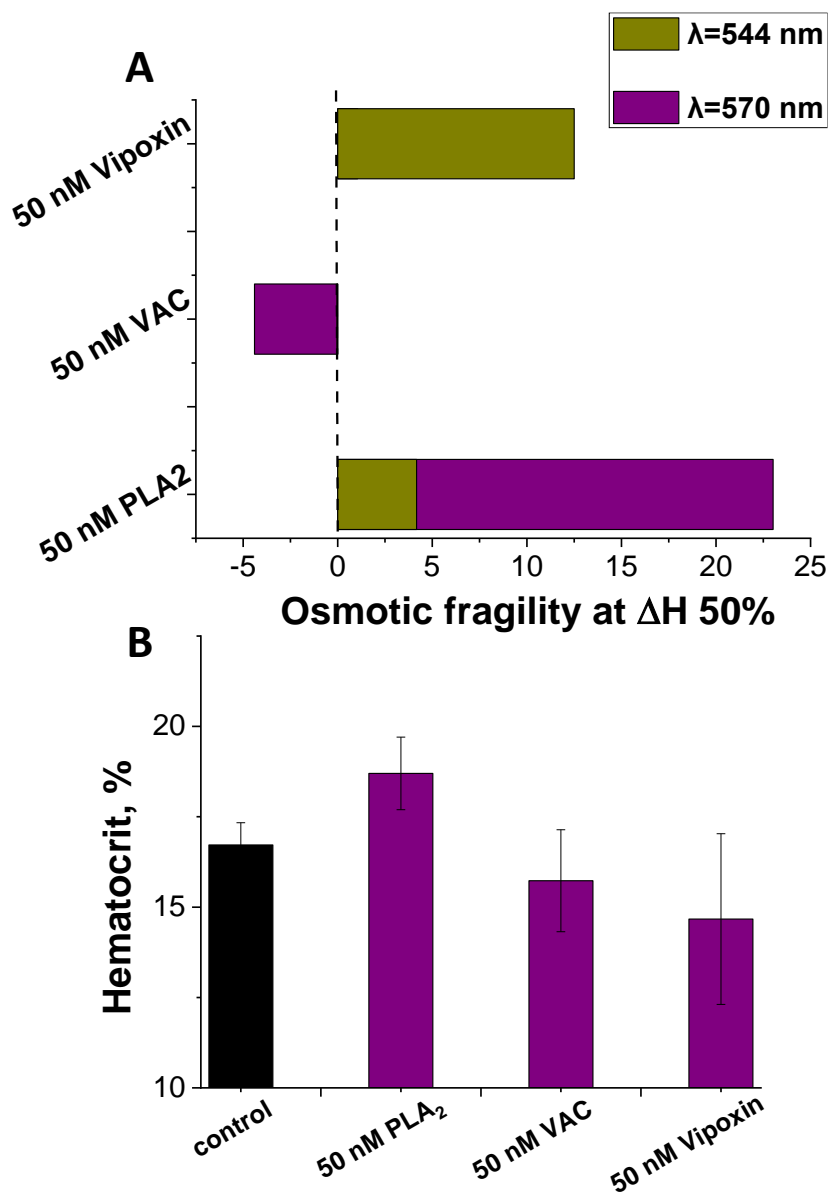 A
λ=544 nm
λ=570 nm
50 nM Vipoxin
50 nM VAC
50 nM PLA2
-5 0 5 10 15 20 25
Osmotic fragility at ΔH 50%
B
Hematocrit, %
20
15
10
control
50 nM PLA₂
50 nM VAC
50 nM Vipoxin